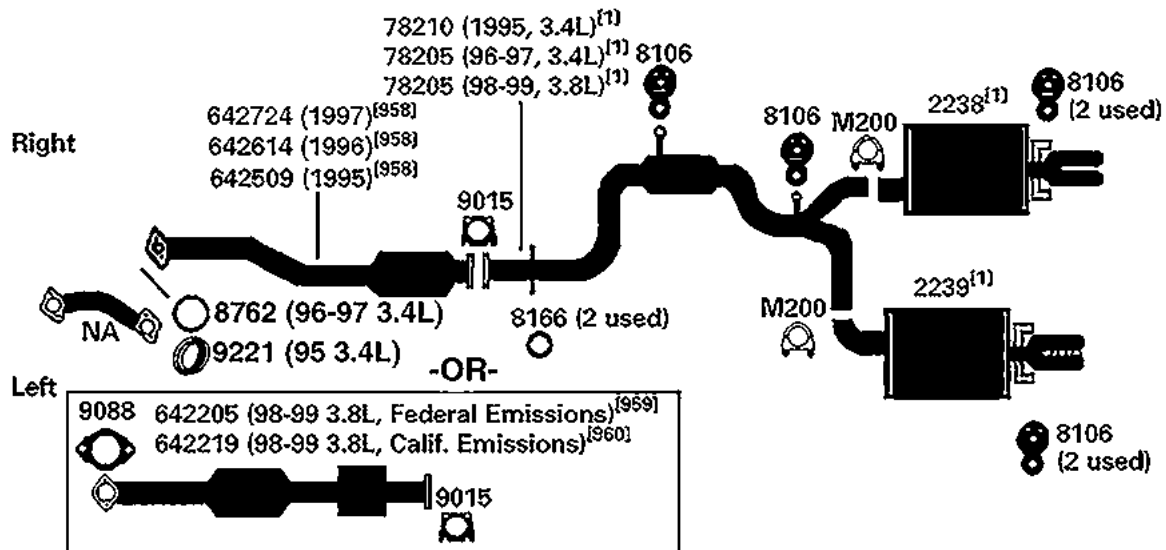 78210 (1995, 3.4L)[1]
78205 (96-97, 3.4L)[1]
78205 (98-99, 3.8L)[1]
8106
8106
(2 used)
2238[1]
8106
M200
642724 (1997)[958]
642614 (1996)[958]
642509 (1995)[958]
Right
9015
2239[1]
M200
8762 (96-97 3.4L)
8166 (2 used)
NA
9221 (95 3.4L)
-OR-
Left
9088
642205 (98-99 3.8L, Federal Emissions)[959]
642219 (98-99 3.8L, Calif. Emissions)[960]
9015
8106
(2 used)